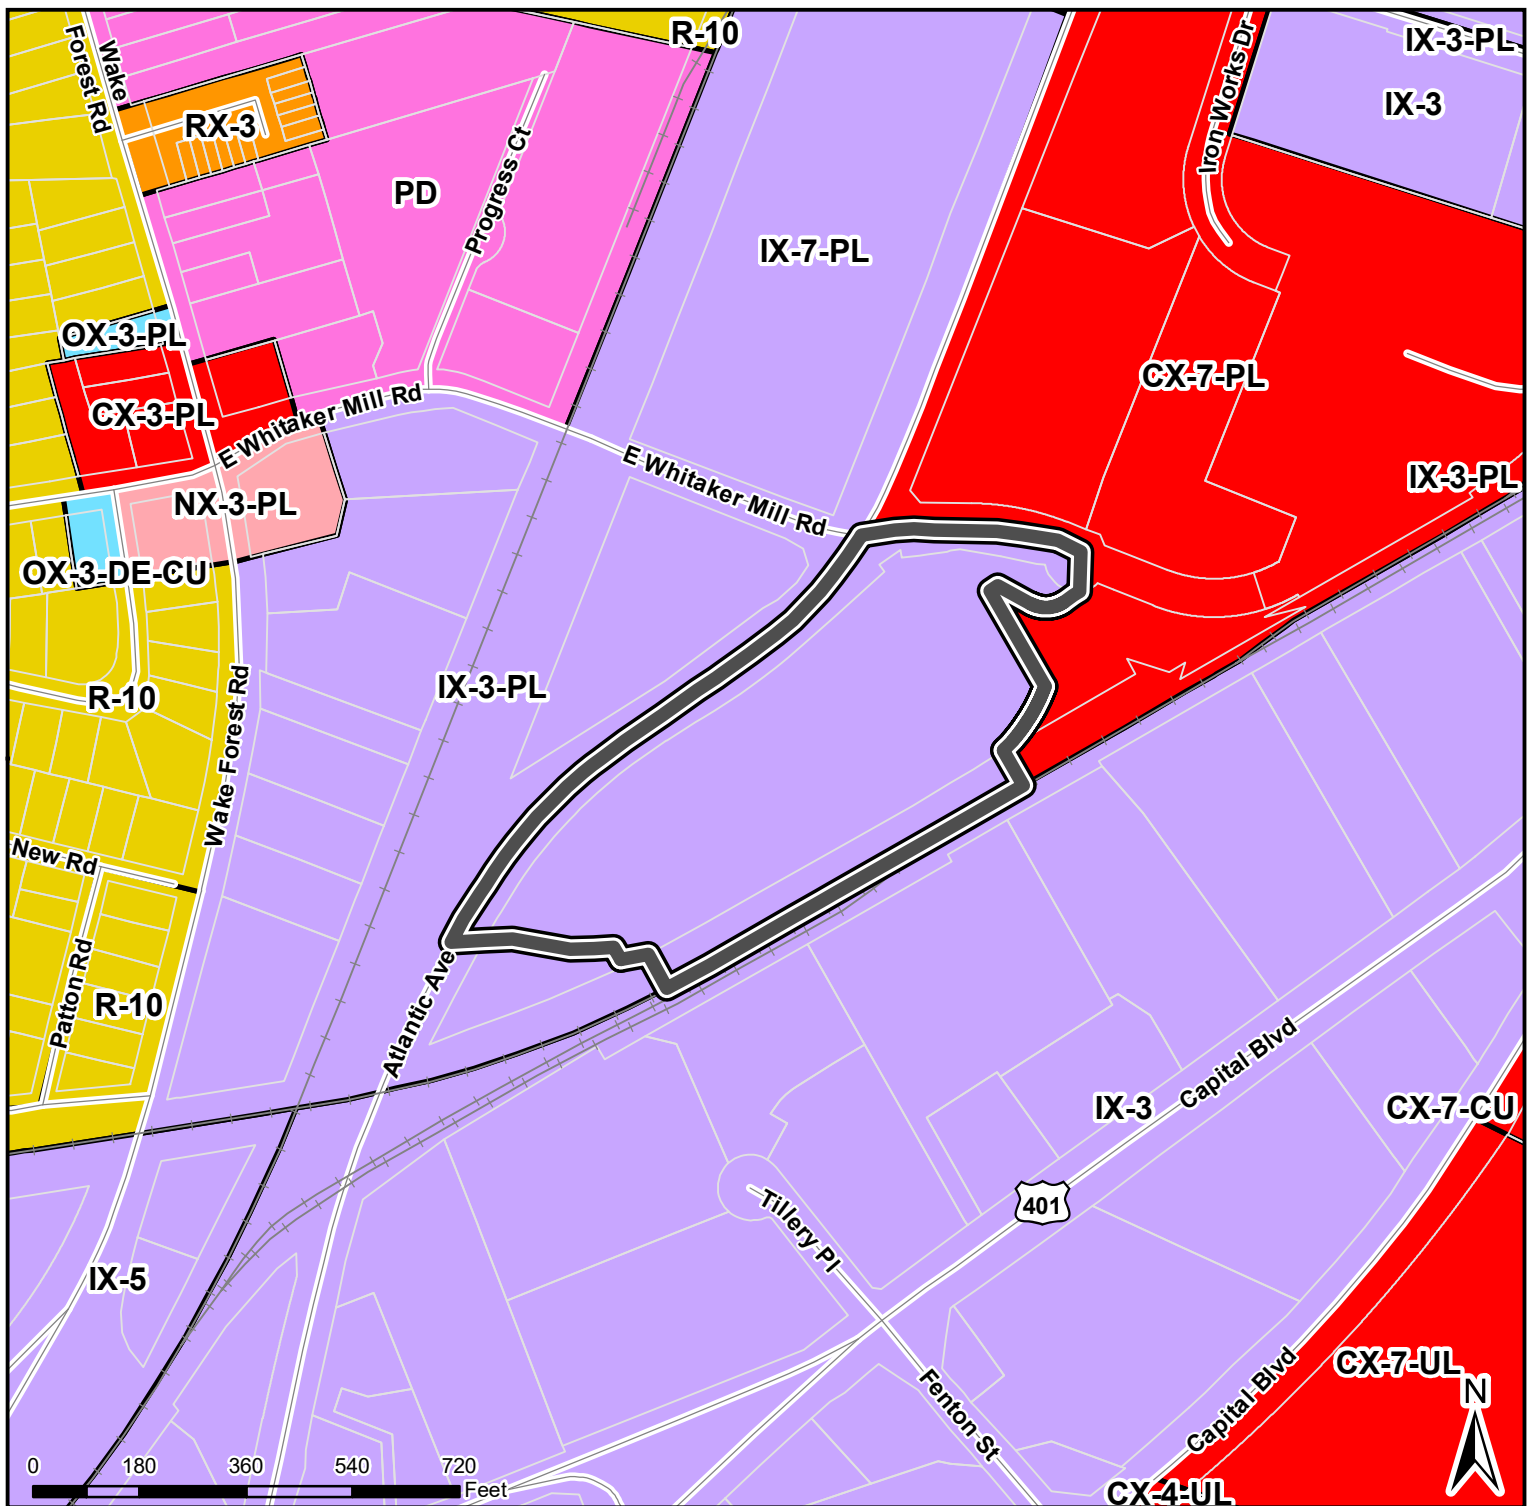 R-10
Wake
Forest Rd
IX-3-PL
IX-3
Iron Works Dr
RX-3
PD
Progress Ct
IX-7-PL
OX-3-PL
CX-7-PL
CX-3-PL
E Whitaker Mill Rd
E Whitaker Mill Rd
IX-3-PL
NX-3-PL
OX-3-DE-CU
R-10
IX-3-PL
Wake Forest Rd
New Rd
Patton Rd
R-10
Atlantic Ave
Capital Blvd
IX-3
CX-7-CU
401
Tillery Pl
IX-5
Fenton St
Capital Blvd
CX-7-UL
N
0 180 360 540 720
Feet
CX-4-UL